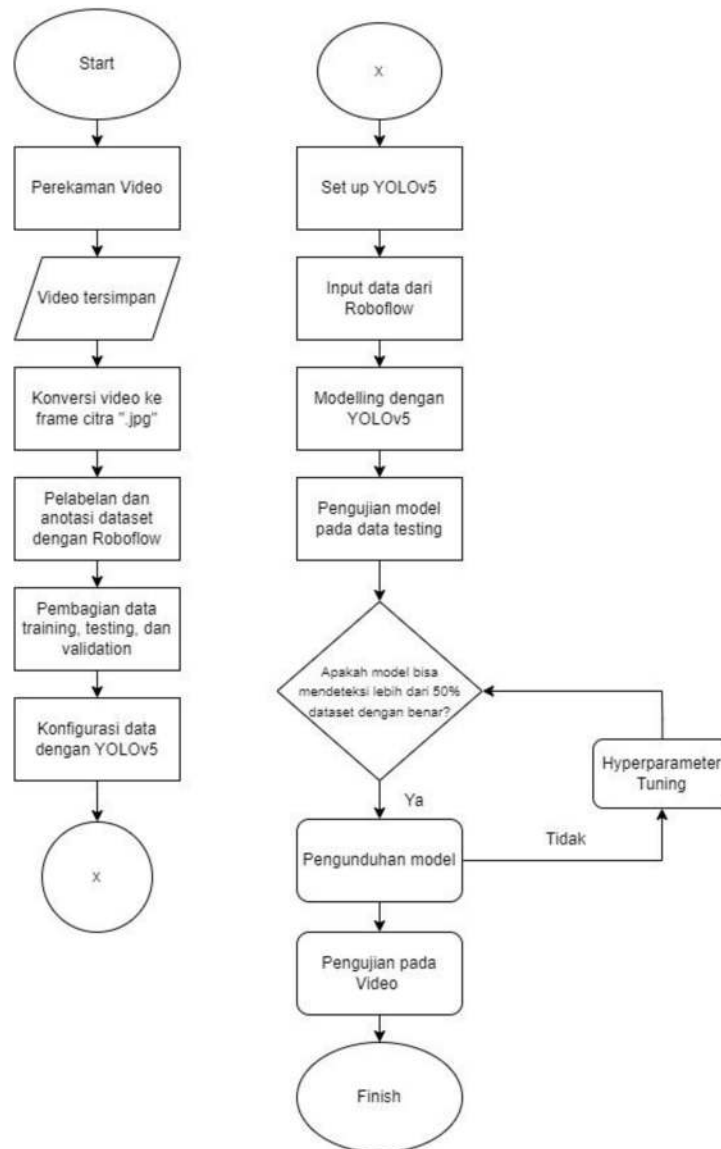 Start
Perekaman Video
Video tersimpan
Konversi video ke
frame citra ".jpg"
Pelabelan dan
anotasi dataset
dengan Roboflow
Pembagian data
training, testing, dan
validation
Konfigurasi data
dengan YOLOv5
X
X
Set up YOLOv5
Input data dari
Roboflow
Modelling dengan
YOLOv5
Pengujian model
pada data testing
Apakah model bisa
mendeteksi lebih dari 50%
dataset dengan benar?
Hyperparameter
Tuning
Ya
Tidak
Pengunduhan model
Pengujian pada
Video
Finish